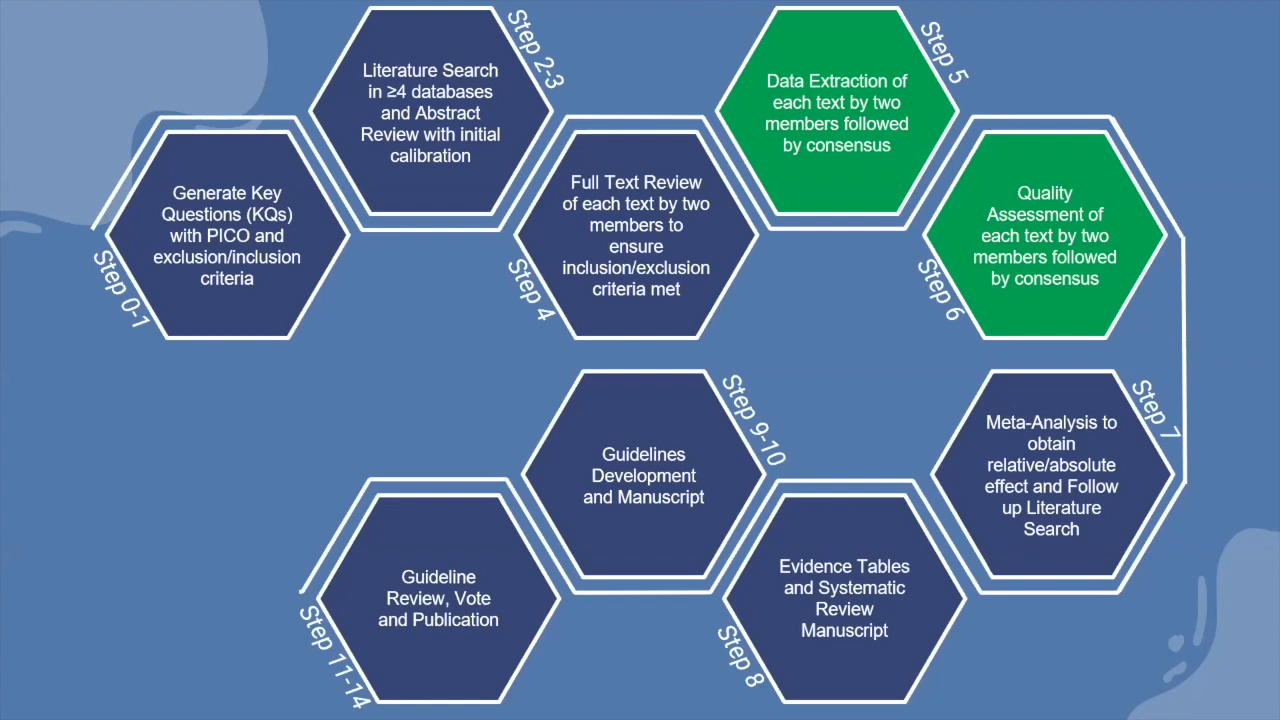 Step 0-1
Generate Key
Questions (KQs)
with PICO and
exclusion/inclusion
criteria
Step 2-3
Literature Search
in ≥4 databases
and Abstract
Review with initial
calibration
Step 4
Full Text Review
of each text by two
members to
ensure
inclusion/exclusion
criteria met
Step 5
Data Extraction of
each text by two
members followed
by consensus
Step 6
Quality
Assessment of
each text by two
members followed
by consensus
Step 7
Meta-Analysis to
obtain
relative/absolute
effect and Follow
up Literature
Search
Step 8
Evidence Tables
and Systematic
Review
Manuscript
Step 9-10
Guidelines
Development
and Manuscript
Step 11-14
Guideline
Review, Vote
and Publication